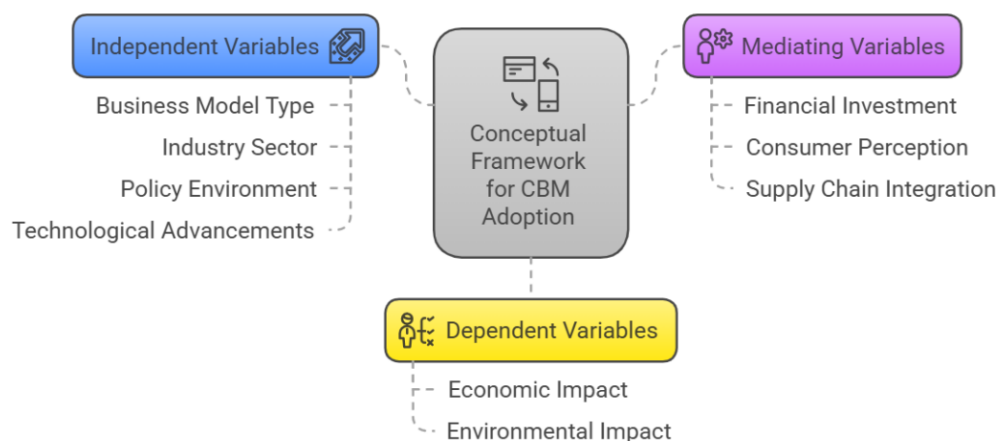 Independent Variables
Business Model Type
Industry Sector
Policy Environment
Technological Advancements
Conceptual
Framework
for CBM
Adoption
Mediating Variables
Financial Investment
Consumer Perception
Supply Chain Integration
Dependent Variables
Economic Impact
Environmental Impact